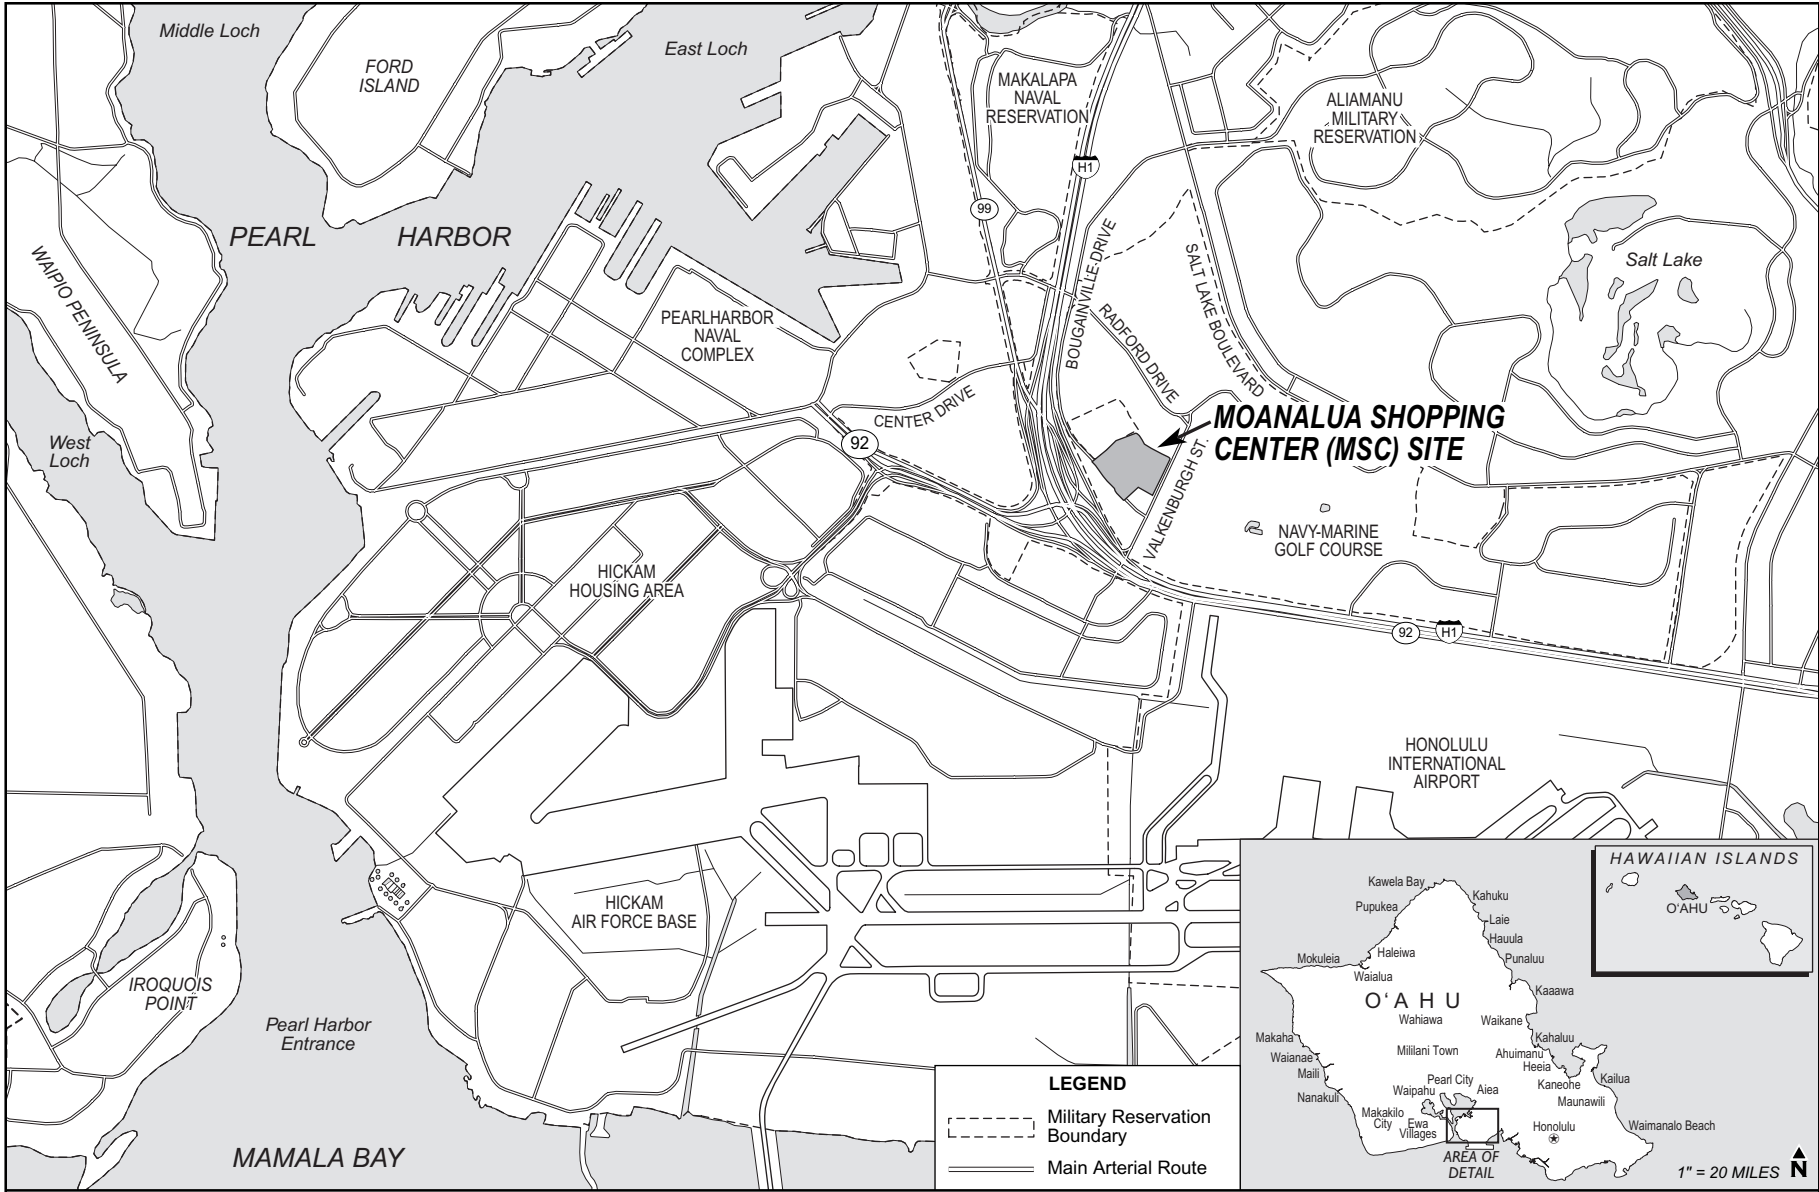 Middle Loch
East Loch
FORD
ISLAND
MAKALAPA
NAVAL
RESERVATION
ALIAMANU
MILITARY
RESERVATION
H1
99
PEARL HARBOR
WAIPIO PENINSULA
BOUGAINVILLE DRIVE
SALT LAKE BOULEVARD
Salt Lake
PEARLHARBOR
NAVAL
COMPLEX
RADFORD DRIVE
CENTER DRIVE
92
MOANALUA SHOPPING
CENTER (MSC) SITE
West
Loch
VALKENBURGH ST.
NAVY-MARINE
GOLF COURSE
HICKAM
HOUSING AREA
92
H1
HONOLULU
INTERNATIONAL
AIRPORT
HICKAM
AIR FORCE BASE
IROQUOIS
POINT
Pearl Harbor
Entrance
MAMALA BAY
LEGEND
Military Reservation
Boundary
Main Arterial Route
HAWAIIAN ISLANDS
O‘AHU
Kawela Bay
Kahuku
Pupukea
Laie
Hauula
Haleiwa
Punaluu
Mokuleia
Waialua
Kaaawa
O‘AHU
Wahiawa
Waikane
Makaha
Kahaluu
Mililani Town
Ahuimanu
Waianae
Heeia
Maili
Pearl City
Kailua
Waipahu
Aiea
Kaneohe
Nanakuli
Maunawili
Makakilo
City
Ewa
Villages
Honolulu
Waimanalo Beach
AREA OF
DETAIL
1" = 20 MILES
N